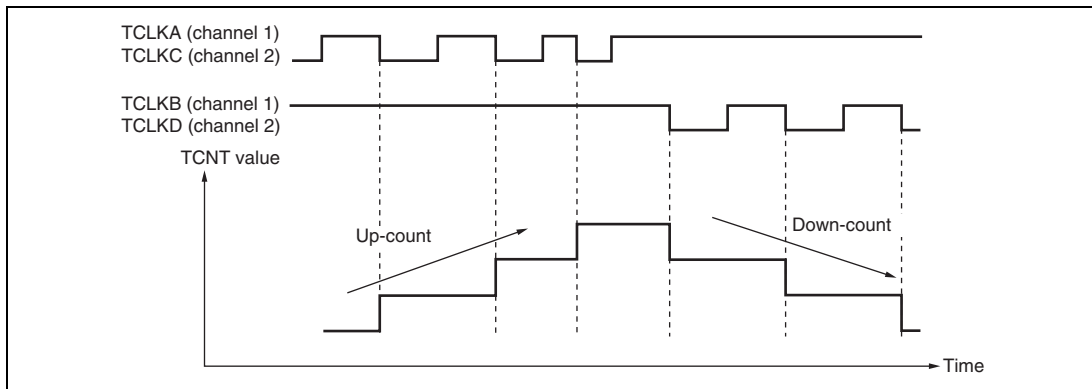 TCLKA (channel 1)
TCLKC (channel 2)
TCLKB (channel 1)
TCLKD (channel 2)
TCNT value
Up-count
Down-count
Time